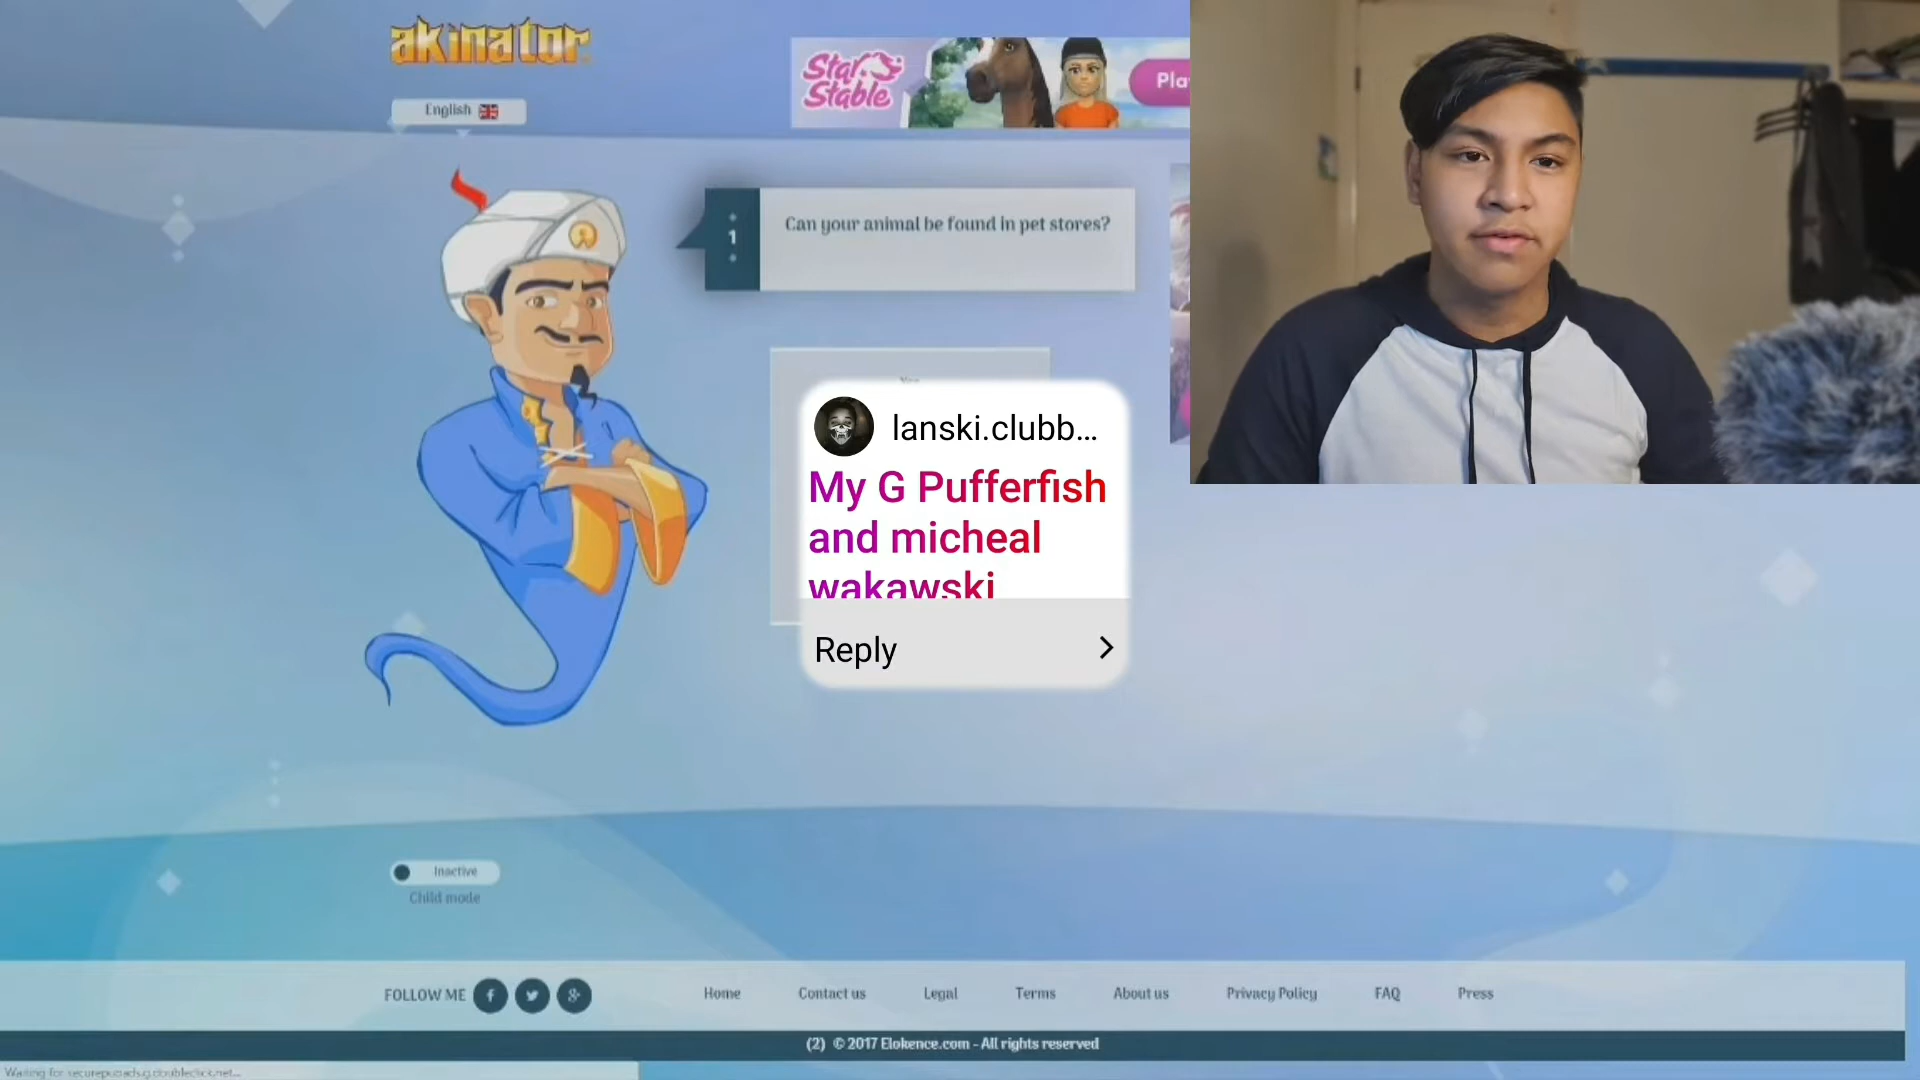 akinator
Star
Stable
Pla
English
Can your animal be found in pet stores?
1
lanski.clubb...
My G Pufferfish
and micheal
wakawski
Reply
Inactive
Child mode
FOLLOW ME
Home
Contact us
Legal
Terms
About us
Privacy Policy
FAQ
Press
(2) © 2017 Elokence.com - All rights reserved